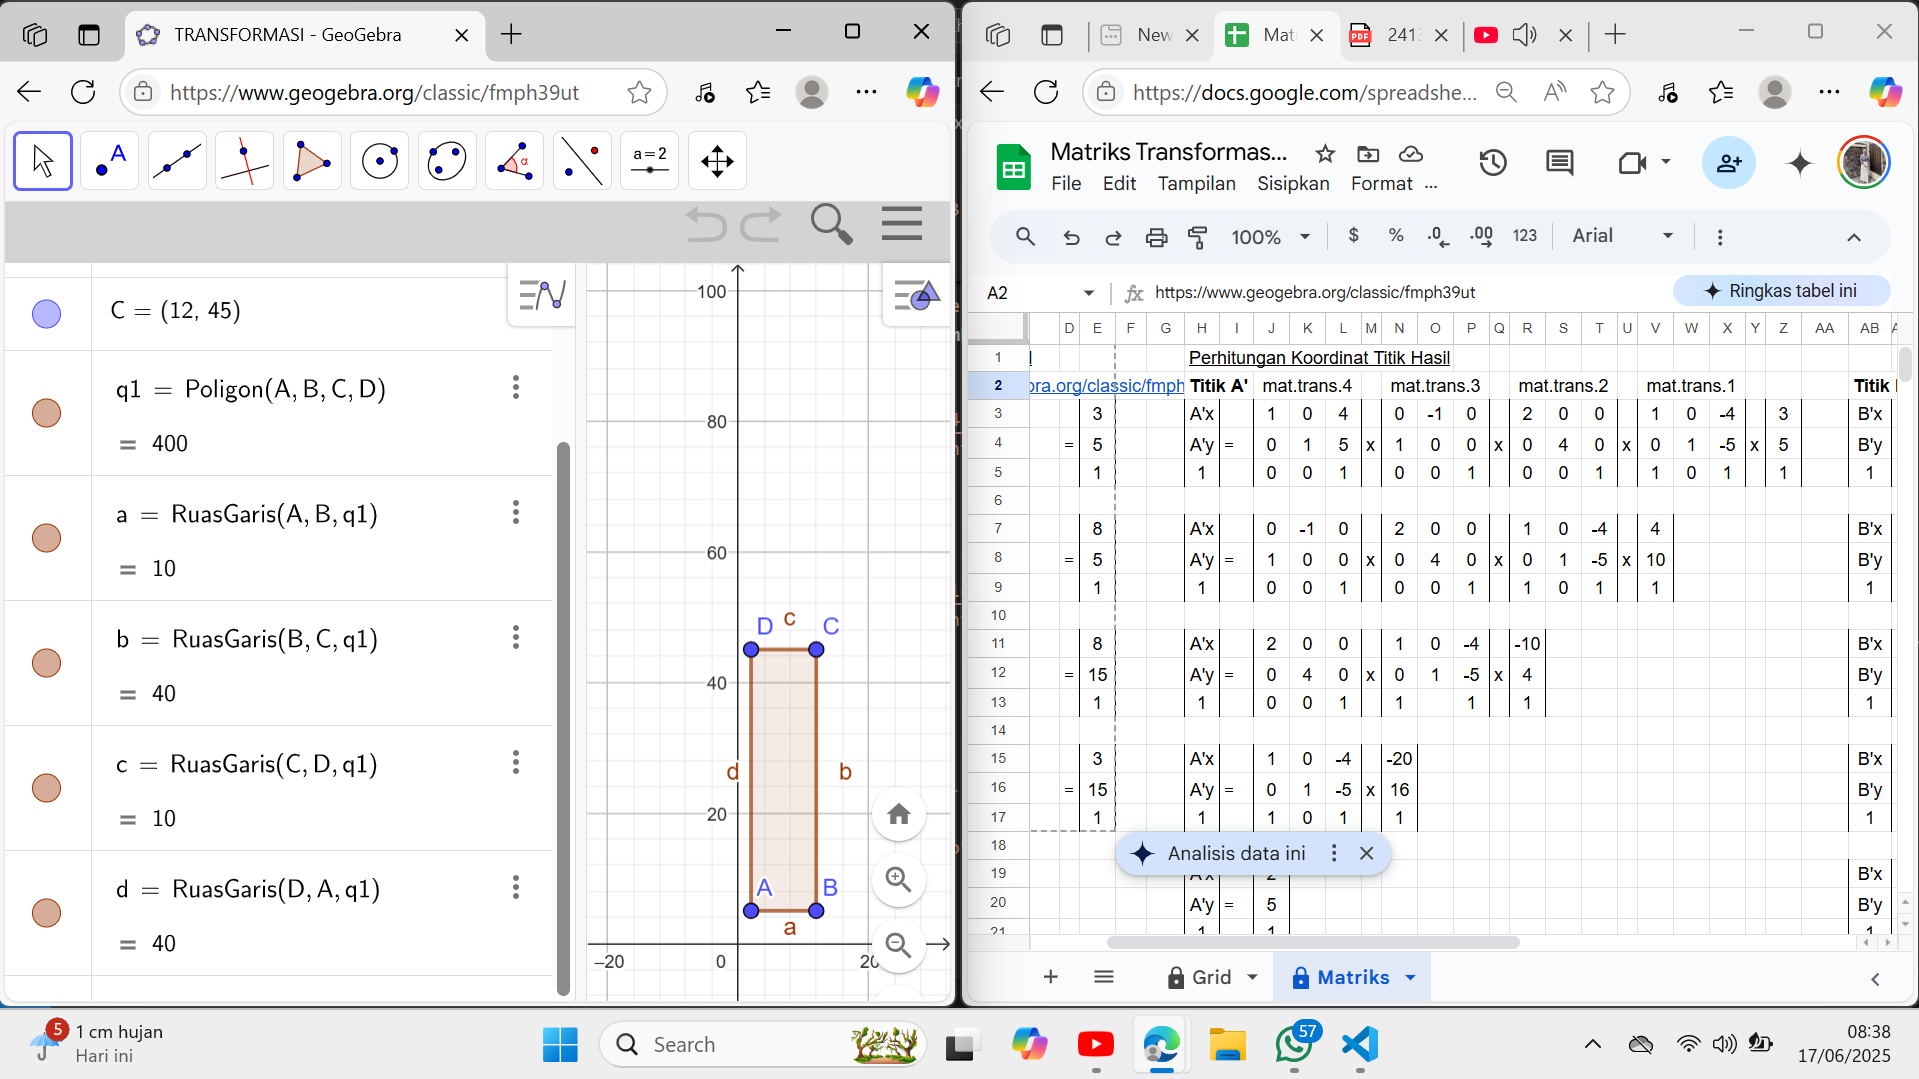 TRANSFORMASI - GeoGebra
https://www.geogebra.org/classic/fmph39ut
A
α
a=2
C = (12, 45)
q1 = Poligon(A, B, C, D)
= 400
a = RuasGaris(A, B, q1)
= 10
b = RuasGaris(B, C, q1)
= 40
c = RuasGaris(C, D, q1)
= 10
d = RuasGaris(D, A, q1)
= 40
100
80
60
40
20
–20
0
20
D
c
C
d
b
A
B
a
New
Mat
PDF
2413
https://docs.google.com/spreadshe...
Matriks Transformas...
File Edit Tampilan Sisipkan Format ...
100% $ % .0 .00 123 Arial
A2 fx https://www.geogebra.org/classic/fmph39ut
Ringkas tabel ini
D E F G H I J K L M N O P Q R S T U V W X Y Z AA AB
1 Perhitungan Koordinat Titik Hasil
2 ora.org/classic/fmph Titik A' mat.trans.4 mat.trans.3 mat.trans.2 mat.trans.1 Titik
3 3 A'x 1 0 4 0 -1 0 2 0 0 1 0 -4 3 B'x
4 = 5 A'y = 0 1 5 x 1 0 0 x 0 4 0 x 0 1 -5 x 5 B'y
5 1 1 0 0 1 0 0 1 0 0 1 1 0 1 1 1
6
7 8 A'x 0 -1 0 2 0 0 1 0 -4 4 B'x
8 = 5 A'y = 1 0 0 x 0 4 0 x 0 1 -5 x 10 B'y
9 1 1 0 0 1 0 0 1 1 0 1 1 1
10
11 8 A'x 2 0 0 1 0 -4 -10 B'x
12 = 15 A'y = 0 4 0 x 0 1 -5 x 4 B'y
13 1 1 0 0 1 1 1 1 1
14
15 3 A'x 1 0 -4 -20 B'x
16 = 15 A'y = 0 1 -5 x 16 B'y
17 1 1 1 0 1 1 1
18
Analisis data ini
19 A'x 2 B'x
20 A'y = 5 B'y
21 1 1 1
Grid
Matriks
5
1 cm hujan
Hari ini
Search
57
08:38
17/06/2025